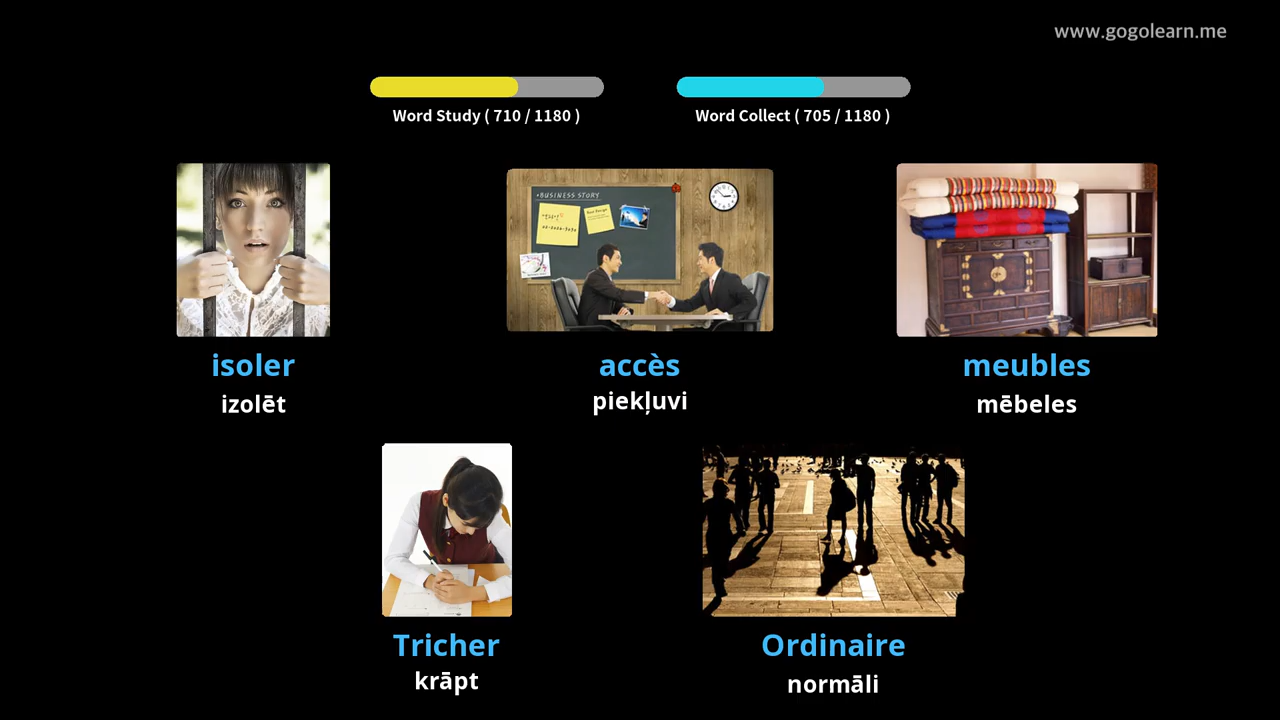 www.gogolearn.me
Word Study ( 710 / 1180 )
Word Collect ( 705 / 1180 )
•BUSINESS STORY
isoler
accès
meubles
izolēt
piekļuvi
mēbeles
Tricher
Ordinaire
krāpt
normāli